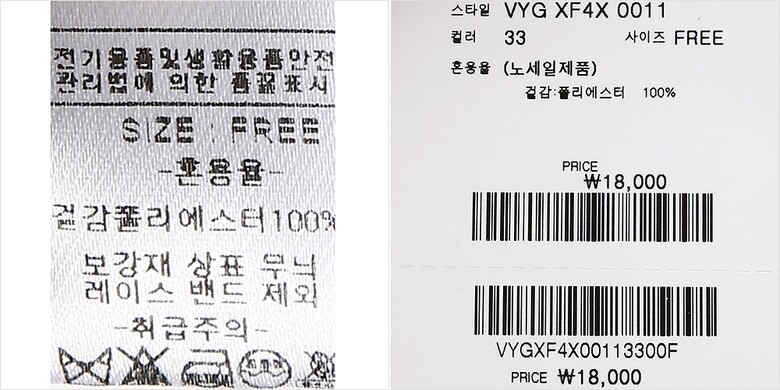 전기용품및생활용품안전
관리법에 의한 품질표시
SIZE : FREE
-혼용율-
겉감폴리에스터100%
보강재 상표 무늬
레이스 밴드 제외
-취급주의-
스타일 VYG XF4X 0011
컬러 33 사이즈 FREE
혼용율 (노세일제품)
겉감:폴리에스터 100%
PRICE
₩18,000
VYGXF4X00113300F
PRICE ₩18,000